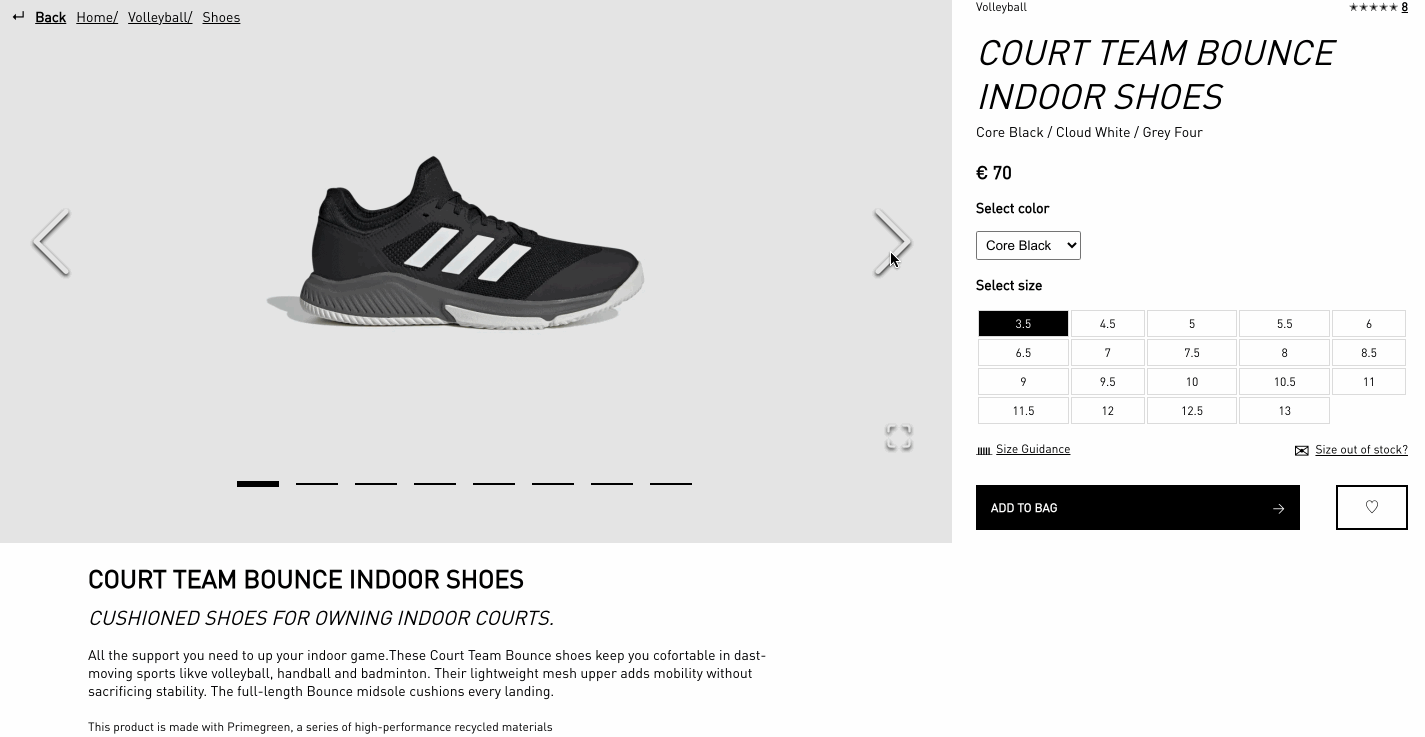 Back Home/ Volleyball/ Shoes
Volleyball ★★★★★ 8
COURT TEAM BOUNCE
INDOOR SHOES
Core Black / Cloud White / Grey Four
€ 70
Select color
Core Black
Select size
3.5 4.5 5 5.5 6
6.5 7 7.5 8 8.5
9 9.5 10 10.5 11
11.5 12 12.5 13
Size Guidance Size out of stock?
ADD TO BAG
COURT TEAM BOUNCE INDOOR SHOES
CUSHIONED SHOES FOR OWNING INDOOR COURTS.
All the support you need to up your indoor game.These Court Team Bounce shoes keep you cofortable in dast-
moving sports likve volleyball, handball and badminton. Their lightweight mesh upper adds mobility without
sacrificing stability. The full-length Bounce midsole cushions every landing.
This product is made with Primegreen, a series of high-performance recycled materials